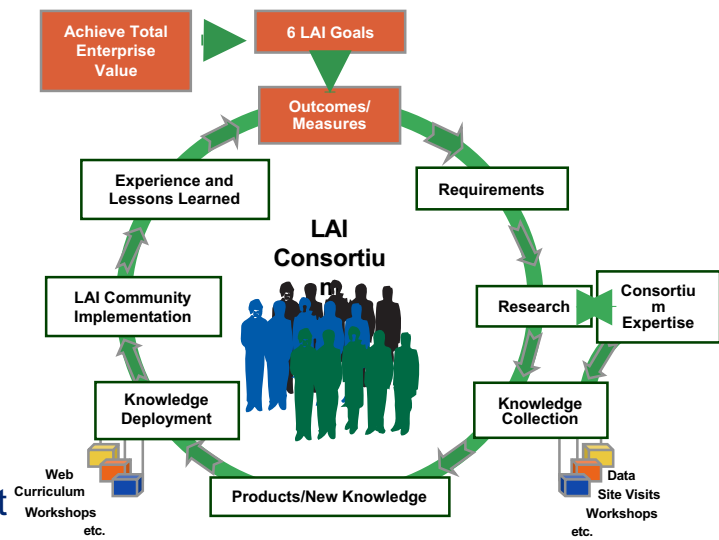 Achieve Total
Enterprise
Value
6 LAI Goals
Outcomes/
Measures
Experience and
Lessons Learned
Requirements
LAI
Consortiu
m
LAI Community
Implementation
Research
Consortiu
m
Expertise
Knowledge
Deployment
Knowledge
Collection
Products/New Knowledge
Web
Curriculum
Workshops
etc.
t
Data
Site Visits
Workshops
etc.